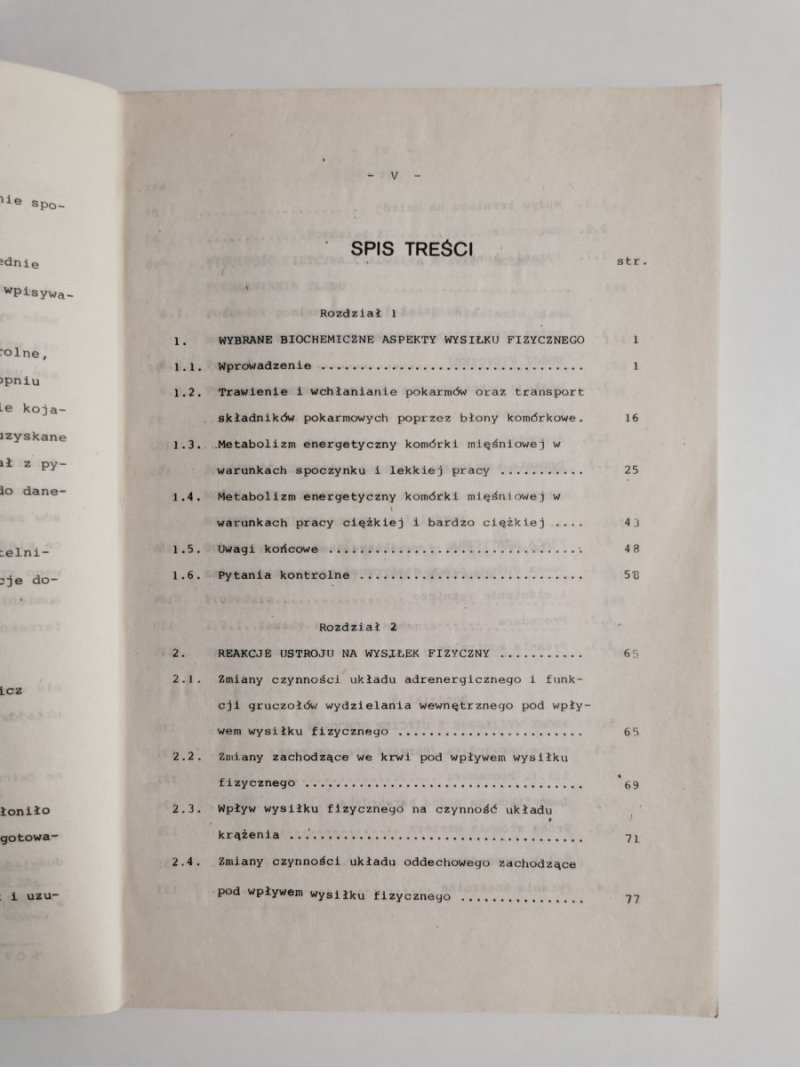 nie spo-
ednie
wpisywa-
rolne,
opniu
ie koja-
uzyskane
ał z py-
do dane-
telni-
cje do-
icz
łoniło
gotowa-
i uzu-
- V -
SPIS TREŚCI
str.
Rozdział 1
1. WYBRANE BIOCHEMICZNE ASPEKTY WYSIŁKU FIZYCZNEGO 1
1.1. Wprowadzenie .................................. 1
1.2. Trawienie i wchłanianie pokarmów oraz transport
składników pokarmowych poprzez błony komórkowe. 16
1.3. Metabolizm energetyczny komórki mięśniowej w
warunkach spoczynku i lekkiej pracy ........... 25
1.4. Metabolizm energetyczny komórki mięśniowej w
warunkach pracy ciężkiej i bardzo ciężkiej .... 43
1.5. Uwagi końcowe ................................. 48
1.6. Pytania kontrolne ............................. 58
Rozdział 2
2. REAKCJE USTROJU NA WYSIŁEK FIZYCZNY ........... 65
2.1. Zmiany czynności układu adrenergicznego i funk-
cji gruczołów wydzielania wewnętrznego pod wpły-
wem wysiłku fizycznego ........................ 65
2.2. Zmiany zachodzące we krwi pod wpływem wysiłku
fizycznego .................................... 69
2.3. Wpływ wysiłku fizycznego na czynność układu
krążenia ...................................... 71
2.4. Zmiany czynności układu oddechowego zachodzące
pod wpływem wysiłku fizycznego ................ 77